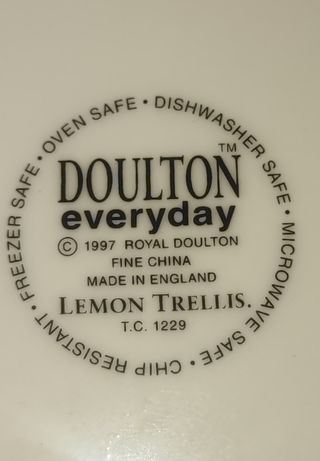 FREEZER SAFE • OVEN SAFE • DISHWASHER SAFE • MICROWAVE SAFE • CHIP RESISTANT •
DOULTON™
everyday
© 1997 ROYAL DOULTON
FINE CHINA
MADE IN ENGLAND
LEMON TRELLIS.
T.C. 1229